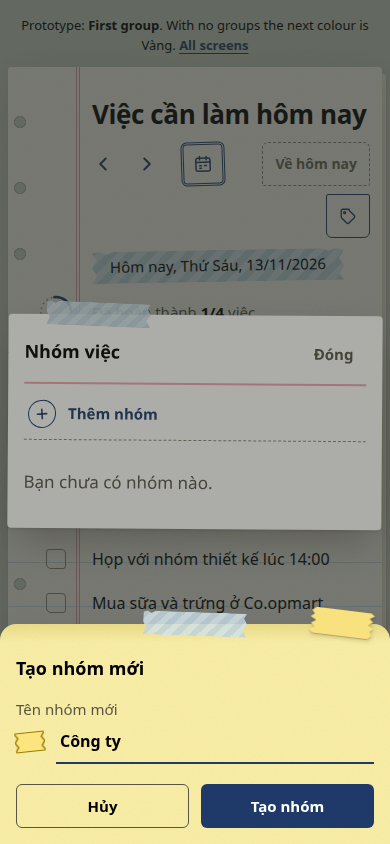 Prototype: First group. With no groups the next colour is
Vàng. All screens
Việc cần làm hôm nay
Về hôm nay
Hôm nay, Thứ Sáu, 13/11/2026
thành 1/4 việc
Nhóm việc
Đóng
Thêm nhóm
Bạn chưa có nhóm nào.
Họp với nhóm thiết kế lúc 14:00
Mua sữa và trứng ở Co.opmart
Tạo nhóm mới
Tên nhóm mới
Công ty
Hủy
Tạo nhóm